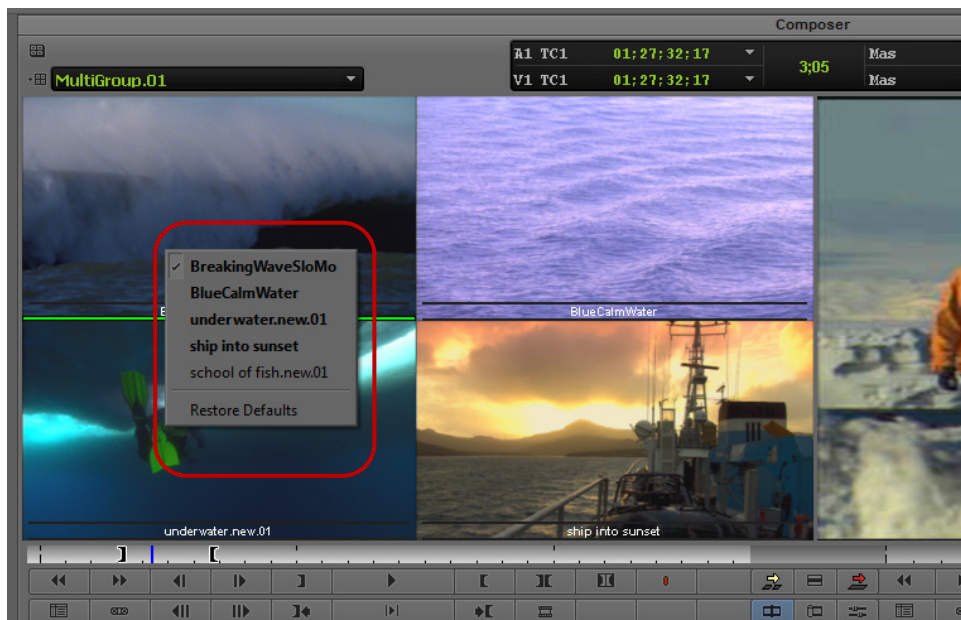 Composer
A1 TC1 01;27;32;17
3;05
Mas
MultiGroup.01
V1 TC1 01;27;32;17
Mas
BreakingWaveSloMo
BlueCalmWater
underwater.new.01
ship into sunset
school of fish.new.01
Restore Defaults
BlueCalmWater
underwater.new.01
ship into sunset